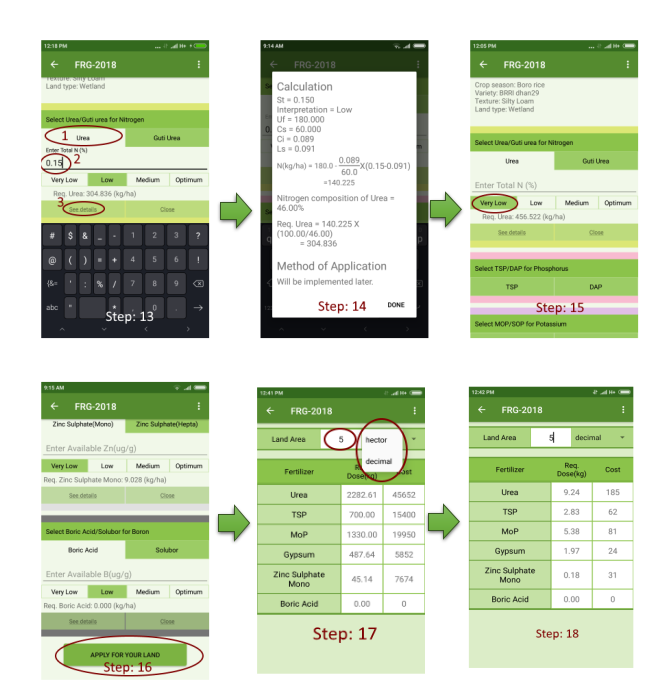 12:18 PM
FRG-2018
Texture: Silty Loam
Land type: Wetland
Select Urea/Guti urea for Nitrogen
1 Urea Guti Urea
Enter Total N (%)
0.15 2
Very Low Low Medium Optimum
Req. Urea: 304.836 (kg/ha)
3 See details Close
# $ & _ - 1 2 3 ?
@ ( ) = + 4 5 6 !
{&= ' : % / 7 8 9
abc " * . 0 .
Step: 13
9:14 AM
FRG-2018
Calculation
St = 0.150
Interpretation = Low
Uf = 180.000
Cs = 60.000
Ci = 0.089
Ls = 0.091
N(kg/ha) = 180.0 - 0.089/60.0 X(0.15-0.091)
=140.225
Nitrogen composition of Urea =
46.00%
Req. Urea = 140.225 X
(100.00/46.00)
= 304.836
Method of Application
Will be implemented later.
Step: 14 DONE
12:05 PM
FRG-2018
Crop season: Boro rice
Variety: BRRI dhan29
Texture: Silty Loam
Land type: Wetland
Select Urea/Guti urea for Nitrogen
Urea Guti Urea
Enter Total N (%)
Very Low Low Medium Optimum
Req. Urea: 456.522 (kg/ha)
See details Close
Select TSP/DAP for Phosphorus
TSP DAP
Step: 15
Select MOP/SOP for Potassium
9:15 AM
FRG-2018
Zinc Sulphate(Mono) Zinc Sulphate(Hepta)
Enter Available Zn(ug/g)
Very Low Low Medium Optimum
Req. Zinc Sulphate Mono: 9.028 (kg/ha)
See details Close
Select Boric Acid/Solubor for Boron
Boric Acid Solubor
Enter Available B(ug/g)
Very Low Low Medium Optimum
Req. Boric Acid: 0.000 (kg/ha)
See details Close
APPLY FOR YOUR LAND
Step: 16
12:41 PM
FRG-2018
Land Area 5 hector
decimal
Fertilizer Dose(kg)
Urea 2282.61 45652
TSP 700.00 15400
MoP 1330.00 19950
Gypsum 487.64 5852
Zinc Sulphate
Mono 45.14 7674
Boric Acid 0.00 0
Step: 17
12:42 PM
FRG-2018
Land Area 5 decimal
Fertilizer Req.
Dose(kg) Cost
Urea 9.24 185
TSP 2.83 62
MoP 5.38 81
Gypsum 1.97 24
Zinc Sulphate
Mono 0.18 31
Boric Acid 0.00 0
Step: 18